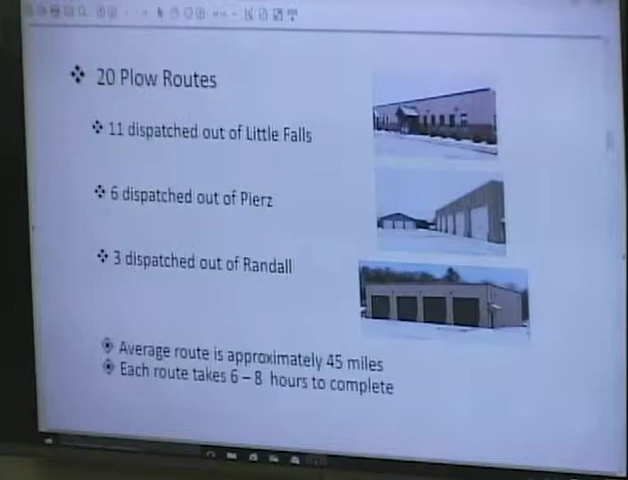 20 Plow Routes
11 dispatched out of Little Falls
6 dispatched out of Pierz
3 dispatched out of Randall
Average route is approximately 45 miles
Each route takes 6 – 8 hours to complete